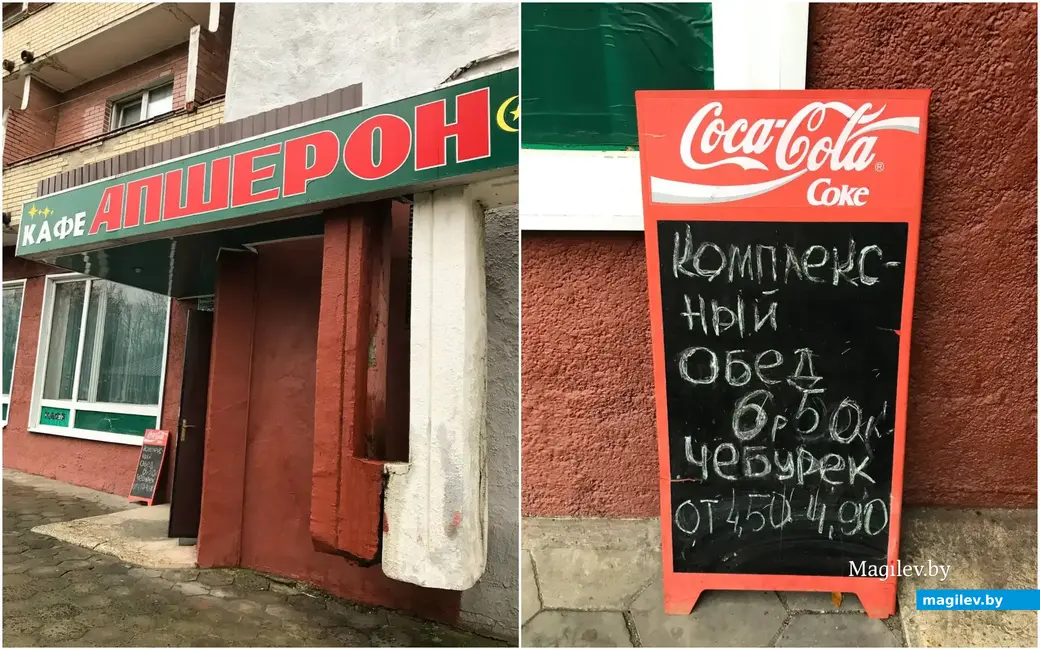 КАФЕ АПШЕРОН
Coca-Cola
Coke
КОМПЛЕКС-
НЫЙ
ОБЕД
6р50к
ЧЕБУРЕК
ОТ 4,50 4,90
Magilev.by
magilev.by